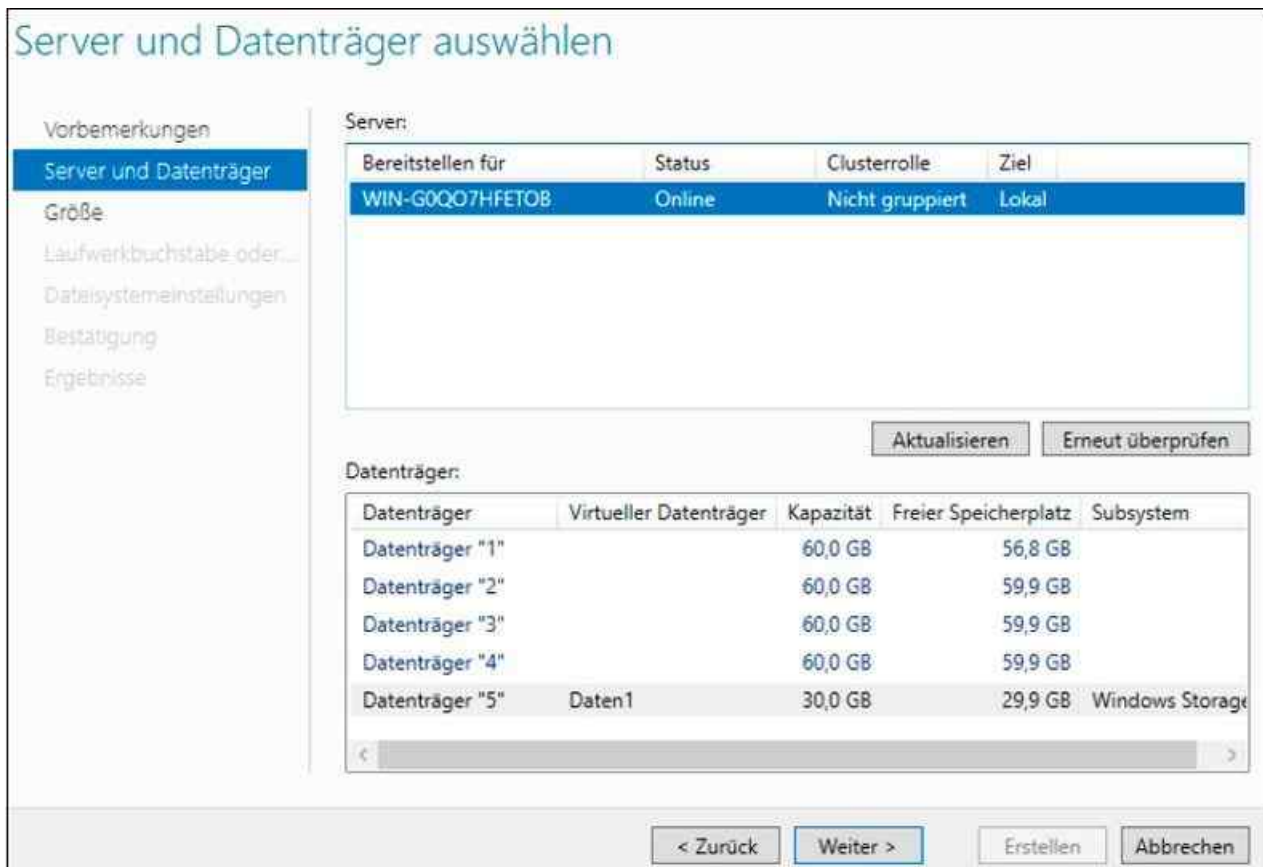 Server und Datenträger auswählen
Vorbemerkungen
Server und Datenträger
Größe
Laufwerkbuchstabe oder...
Dateisystemeinstellungen
Bestätigung
Ergebnisse
Server:
Bereitstellen für Status Clusterrolle Ziel
WIN-G0QO7HFETOB Online Nicht gruppiert Lokal
Aktualisieren Erneut überprüfen
Datenträger:
Datenträger Virtueller Datenträger Kapazität Freier Speicherplatz Subsystem
Datenträger "1" 60,0 GB 56,8 GB
Datenträger "2" 60,0 GB 59,9 GB
Datenträger "3" 60,0 GB 59,9 GB
Datenträger "4" 60,0 GB 59,9 GB
Datenträger "5" Daten1 30,0 GB 29,9 GB Windows Storage
< Zurück Weiter > Erstellen Abbrechen